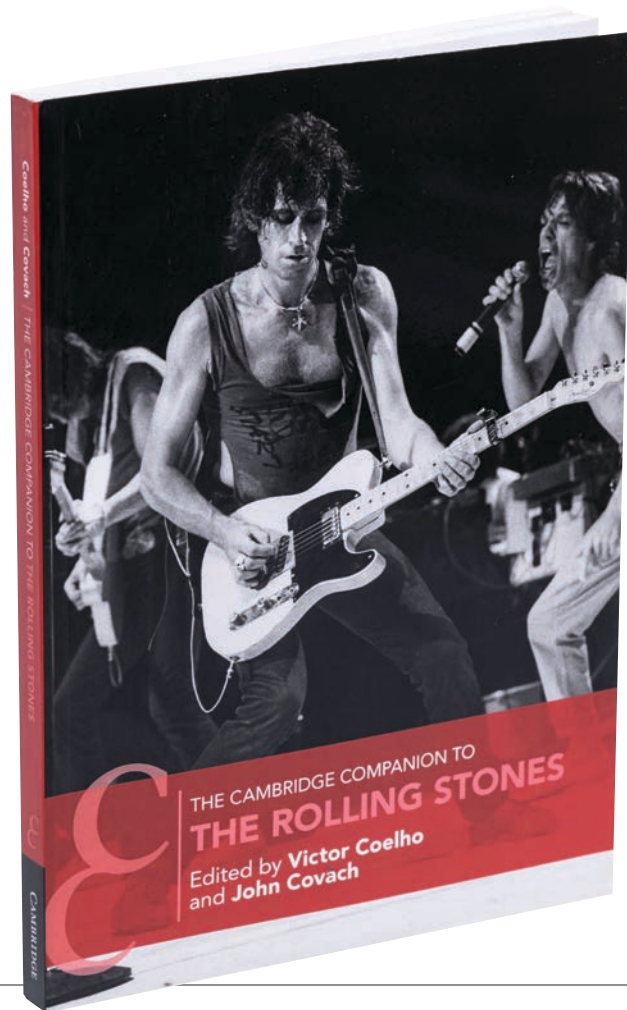 Coelho and Covach / THE CAMBRIDGE COMPANION TO THE ROLLING STONES
CAMBRIDGE
THE CAMBRIDGE COMPANION TO
THE ROLLING STONES
Edited by Victor Coelho
and John Covach